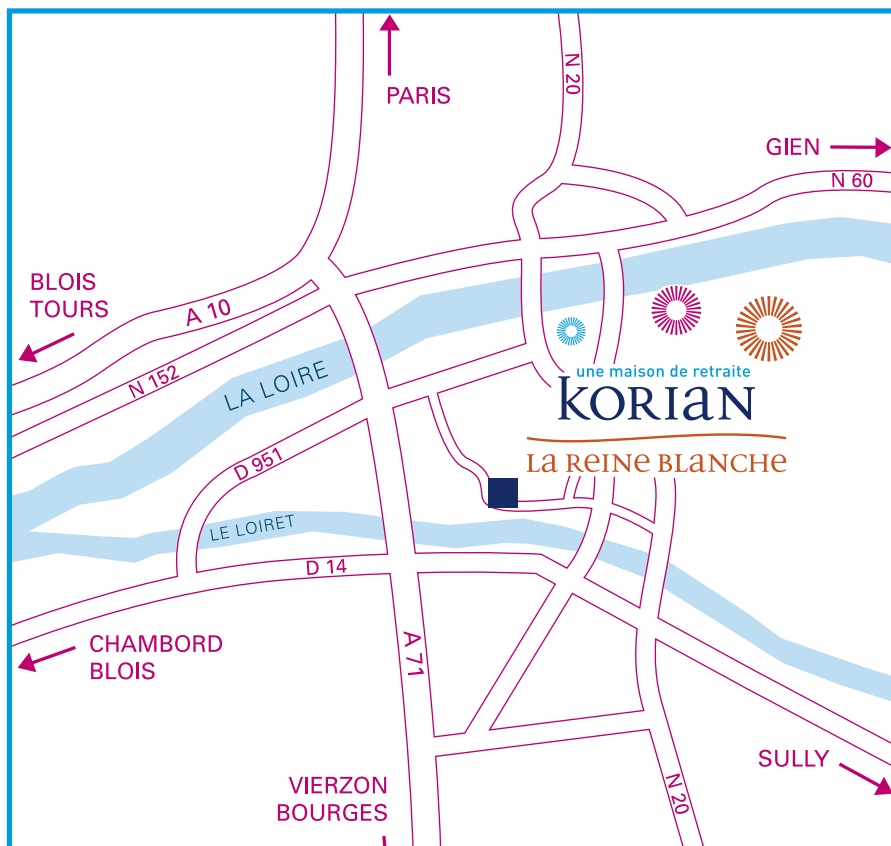 PARIS
N 20
GIEN
N 60
BLOIS
TOURS
A 10
N 152
LA LOIRE
une maison de retraite
KORIAN
La Reine Blanche
D 951
LE LOIRET
D 14
CHAMBORD
BLOIS
A 71
SULLY
VIERZON
BOURGES
N 20